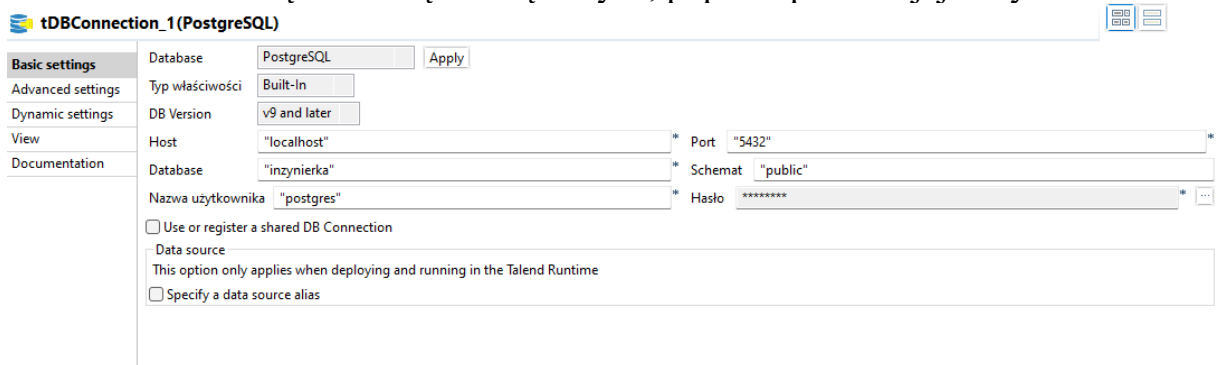 tDBConnection_1(PostgreSQL)
Basic settings
Advanced settings
Dynamic settings
View
Documentation
Database PostgreSQL Apply
Typ właściwości Built-In
DB Version v9 and later
Host "localhost" * Port "5432" *
Database "inzynierka" * Schemat "public"
Nazwa użytkownika "postgres" * Hasło ******** * ...
Use or register a shared DB Connection
Data source
This option only applies when deploying and running in the Talend Runtime
Specify a data source alias